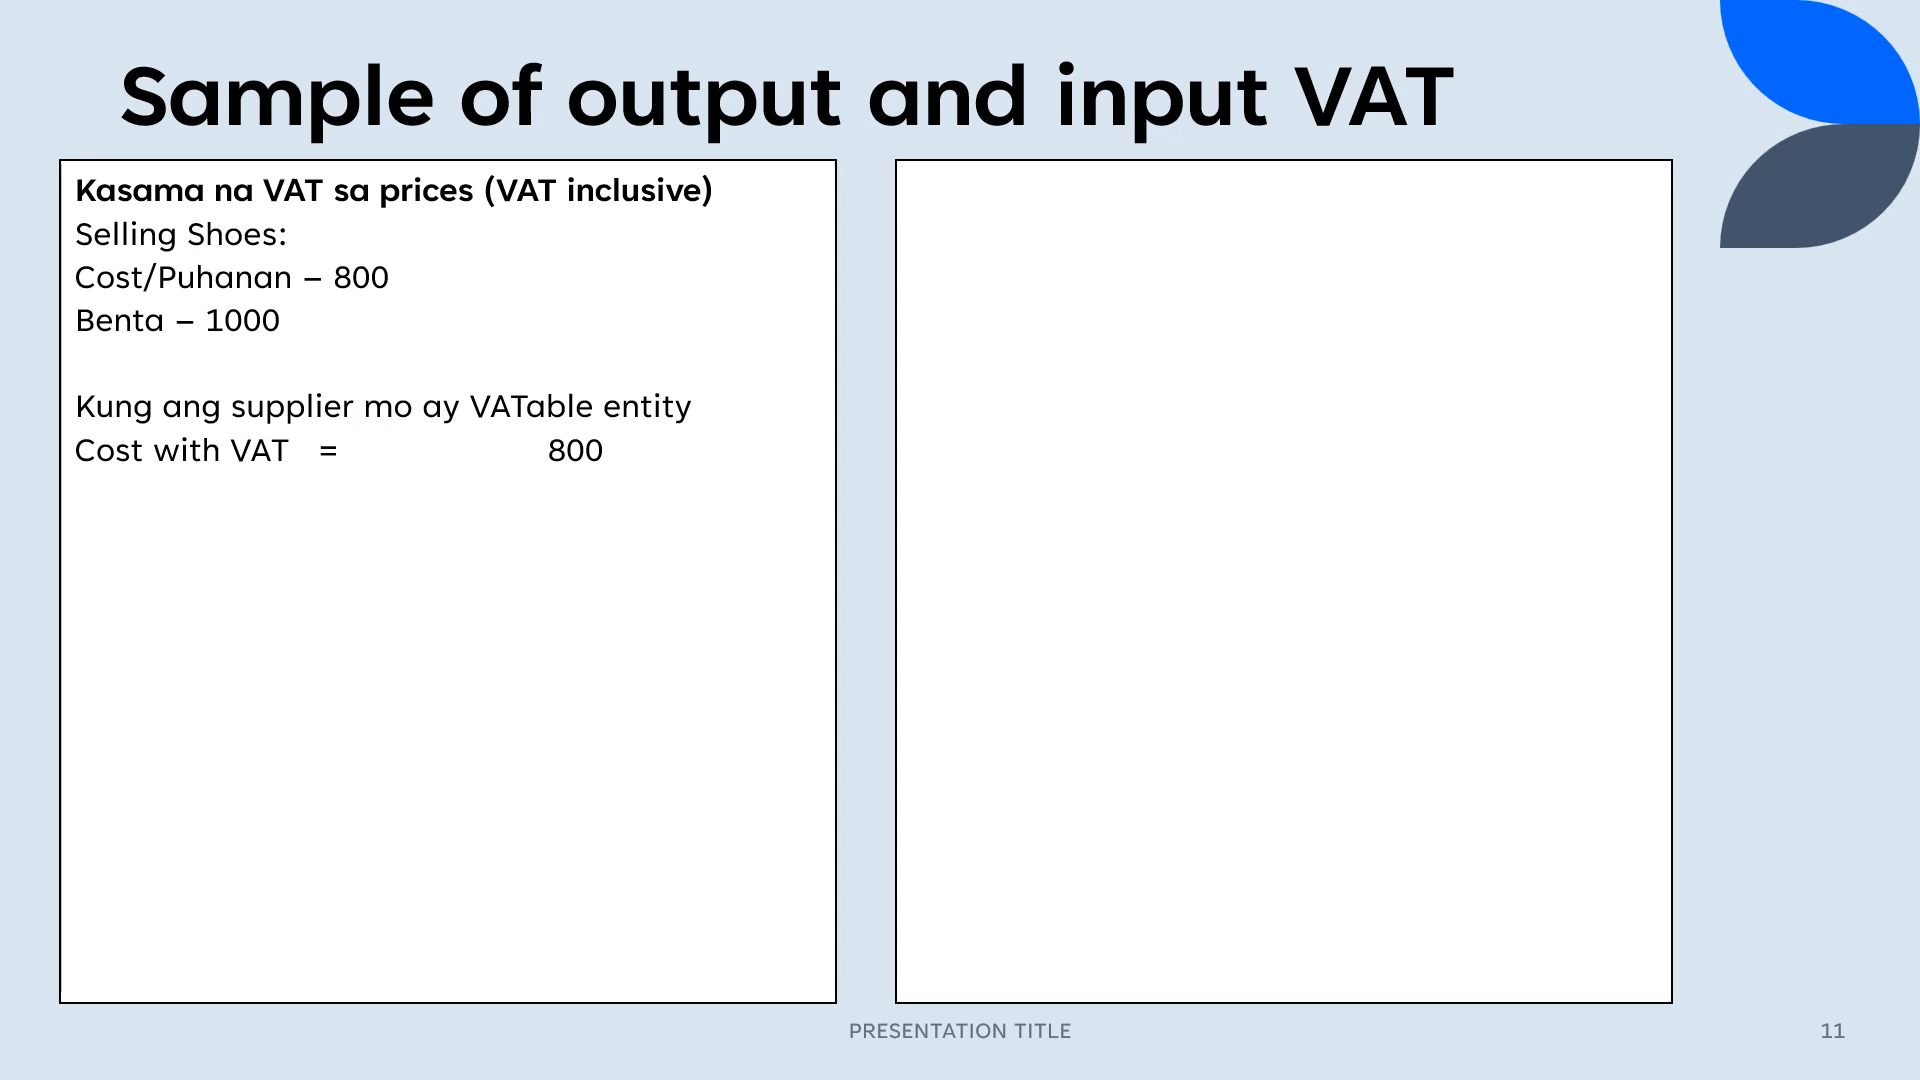 Sample of output and input VAT
Kasama na VAT sa prices (VAT inclusive)
Selling Shoes:
Cost/Puhanan – 800
Benta – 1000
Kung ang supplier mo ay VATable entity
Cost with VAT = 800
PRESENTATION TITLE
11